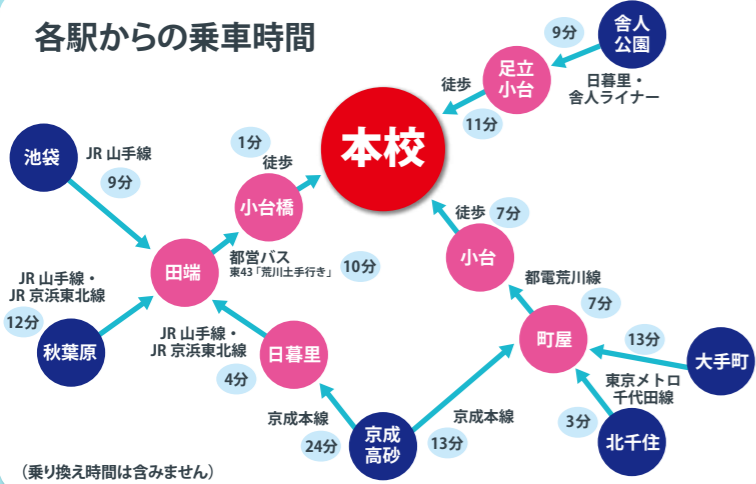 各駅からの乗車時間
舎人
公園
9分
日暮里・
舎人ライナー
足立
小台
徒歩
11分
本校
池袋
JR 山手線
9分
1分
徒歩
小台橋
都営バス
東43「荒川土手行き」
10分
田端
JR 山手線・
JR 京浜東北線
12分
秋葉原
JR 山手線・
JR 京浜東北線
4分
日暮里
京成本線
24分
京成
高砂
京成本線
13分
徒歩
7分
小台
都電荒川線
7分
町屋
13分
大手町
東京メトロ
千代田線
3分
北千住
（乗り換え時間は含みません）